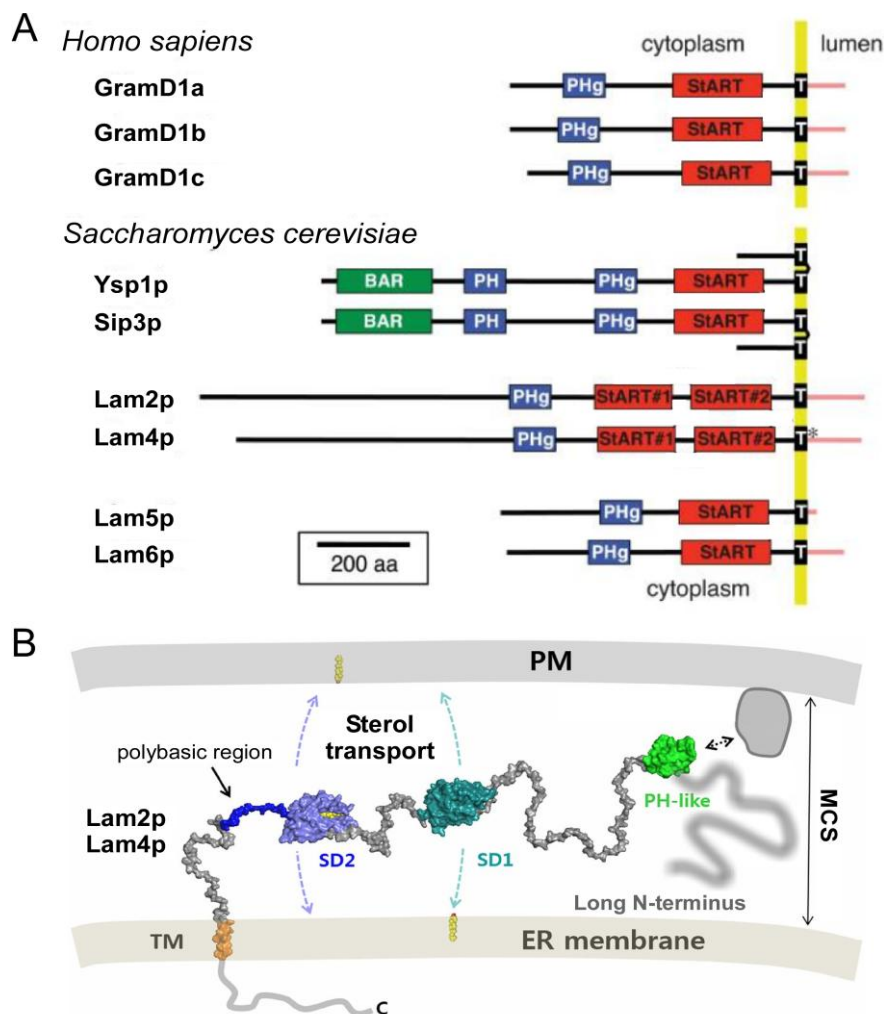 A
Homo sapiens
cytoplasm
lumen
GramD1a
PHg
StART
T
GramD1b
PHg
StART
T
GramD1c
PHg
StART
T
Saccharomyces cerevisiae
T
Ysp1p
BAR
PH
PHg
StART
T
Sip3p
BAR
PH
PHg
StART
T
T
Lam2p
PHg
StART#1
StART#2
T
Lam4p
PHg
StART#1
StART#2
T*
Lam5p
PHg
StART
T
Lam6p
PHg
StART
T
200 aa
cytoplasm
B
PM
Sterol
transport
polybasic region
Lam2p
Lam4p
PH-like
MCS
SD2
SD1
Long N-terminus
TM
ER membrane
C